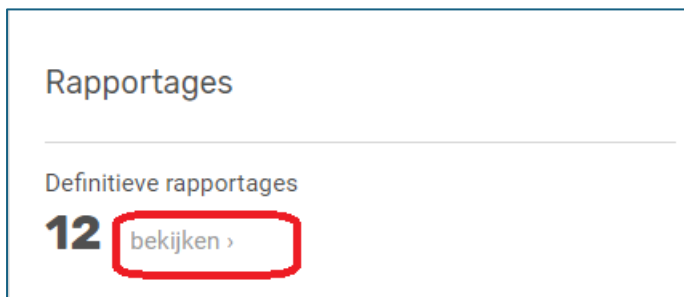 Rapportages
Definitieve rapportages
12 bekijken ›